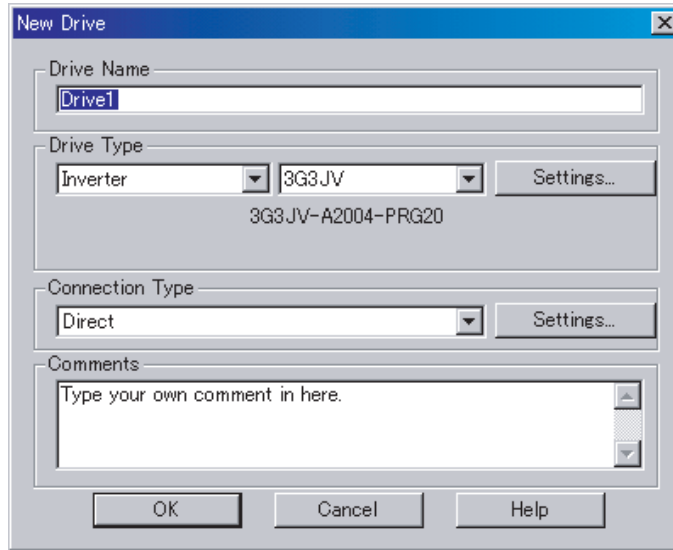 New Drive
Drive Name
Drive1
Drive Type
Inverter 3G3JV Settings...
3G3JV-A2004-PRG20
Connection Type
Direct Settings...
Comments
Type your own comment in here.
OK Cancel Help